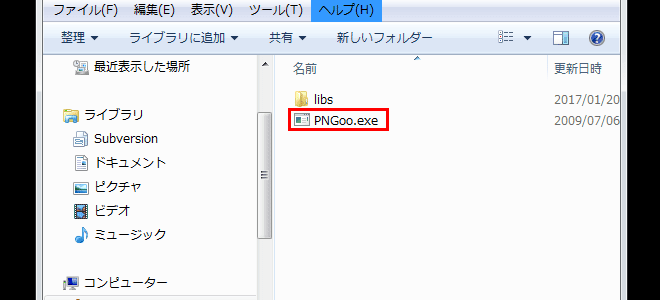 ファイル(F) 編集(E) 表示(V) ツール(T) ヘルプ(H)
整理 ライブラリに追加 共有 新しいフォルダー
最近表示した場所
ライブラリ
Subversion
ドキュメント
ピクチャ
ビデオ
ミュージック
コンピューター
名前 更新日時
libs 2017/01/20
PNGoo.exe 2009/07/06